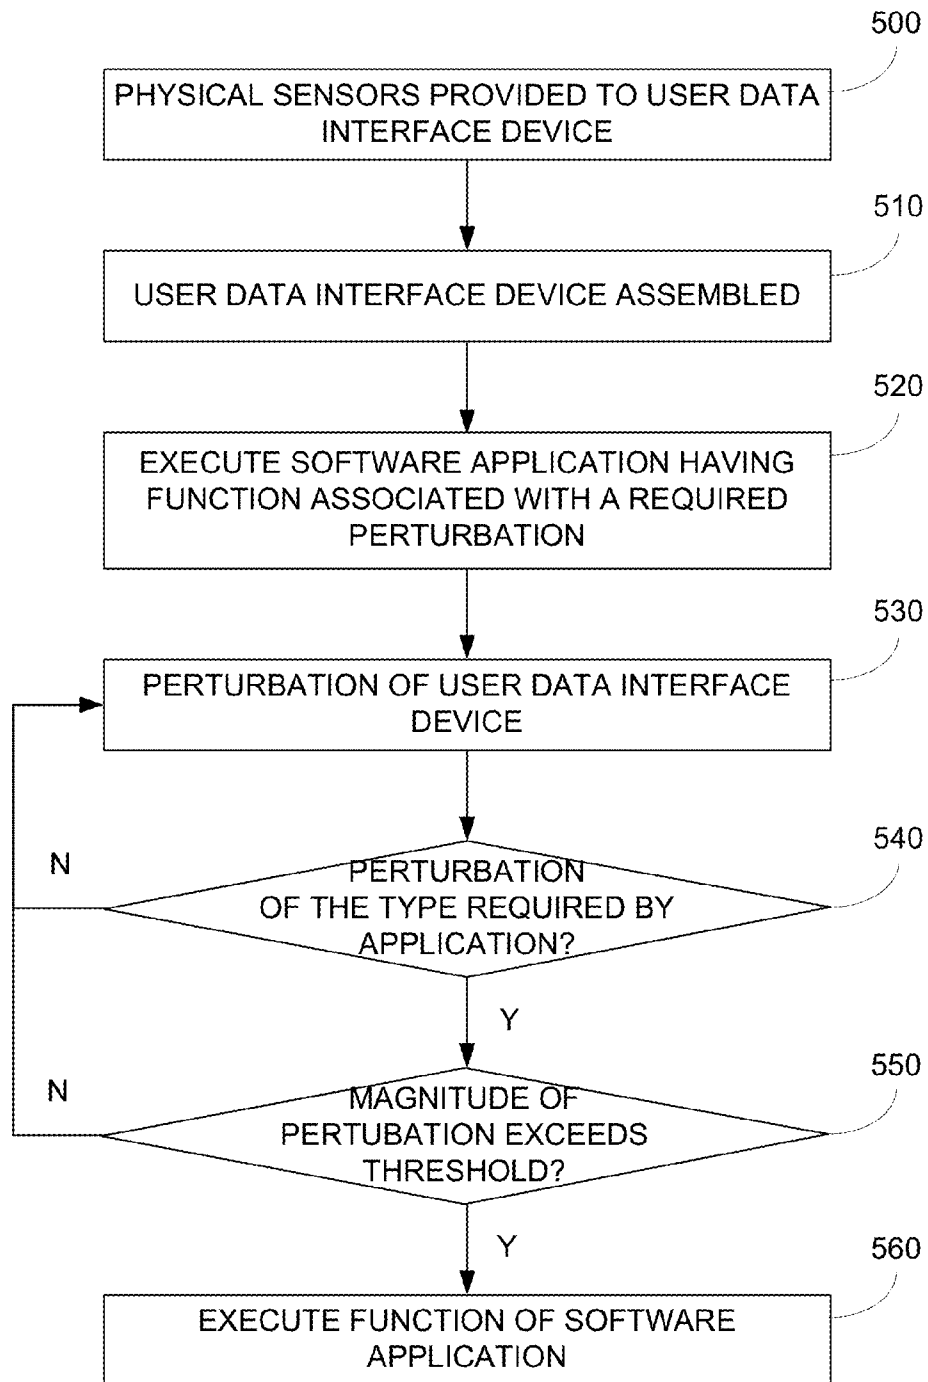 500
PHYSICAL SENSORS PROVIDED TO USER DATA
INTERFACE DEVICE
510
USER DATA INTERFACE DEVICE ASSEMBLED
520
EXECUTE SOFTWARE APPLICATION HAVING
FUNCTION ASSOCIATED WITH A REQUIRED
PERTURBATION
530
PERTURBATION OF USER DATA INTERFACE
DEVICE
540
N
PERTURBATION
OF THE TYPE REQUIRED BY
APPLICATION?
Y
550
N
MAGNITUDE OF
PERTUBATION EXCEEDS
THRESHOLD?
Y
560
EXECUTE FUNCTION OF SOFTWARE
APPLICATION